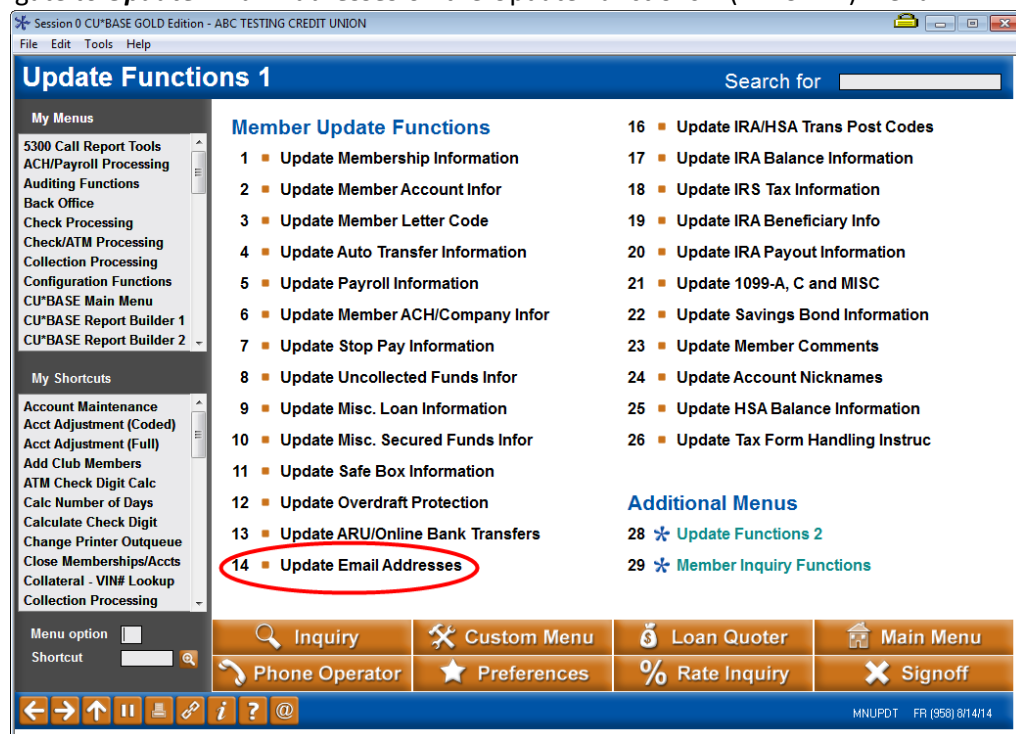 Session 0 CU*BASE GOLD Edition - ABC TESTING CREDIT UNION
File Edit Tools Help
Update Functions 1
Search for
My Menus
5300 Call Report Tools
ACH/Payroll Processing
Auditing Functions
Back Office
Check Processing
Check/ATM Processing
Collection Processing
Configuration Functions
CU*BASE Main Menu
CU*BASE Report Builder 1
CU*BASE Report Builder 2
My Shortcuts
Account Maintenance
Acct Adjustment (Coded)
Acct Adjustment (Full)
Add Club Members
ATM Check Digit Calc
Calc Number of Days
Calculate Check Digit
Change Printer Outqueue
Close Memberships/Accts
Collateral - VIN# Lookup
Collection Processing
Menu option
Shortcut
Member Update Functions
1 Update Membership Information
2 Update Member Account Infor
3 Update Member Letter Code
4 Update Auto Transfer Information
5 Update Payroll Information
6 Update Member ACH/Company Infor
7 Update Stop Pay Information
8 Update Uncollected Funds Infor
9 Update Misc. Loan Information
10 Update Misc. Secured Funds Infor
11 Update Safe Box Information
12 Update Overdraft Protection
13 Update ARU/Online Bank Transfers
14 Update Email Addresses
16 Update IRA/HSA Trans Post Codes
17 Update IRA Balance Information
18 Update IRS Tax Information
19 Update IRA Beneficiary Info
20 Update IRA Payout Information
21 Update 1099-A, C and MISC
22 Update Savings Bond Information
23 Update Member Comments
24 Update Account Nicknames
25 Update HSA Balance Information
26 Update Tax Form Handling Instruc
Additional Menus
28 Update Functions 2
29 Member Inquiry Functions
Inquiry
Custom Menu
Loan Quoter
Main Menu
Phone Operator
Preferences
Rate Inquiry
Signoff
MNUPDT FR (958) 8/14/14